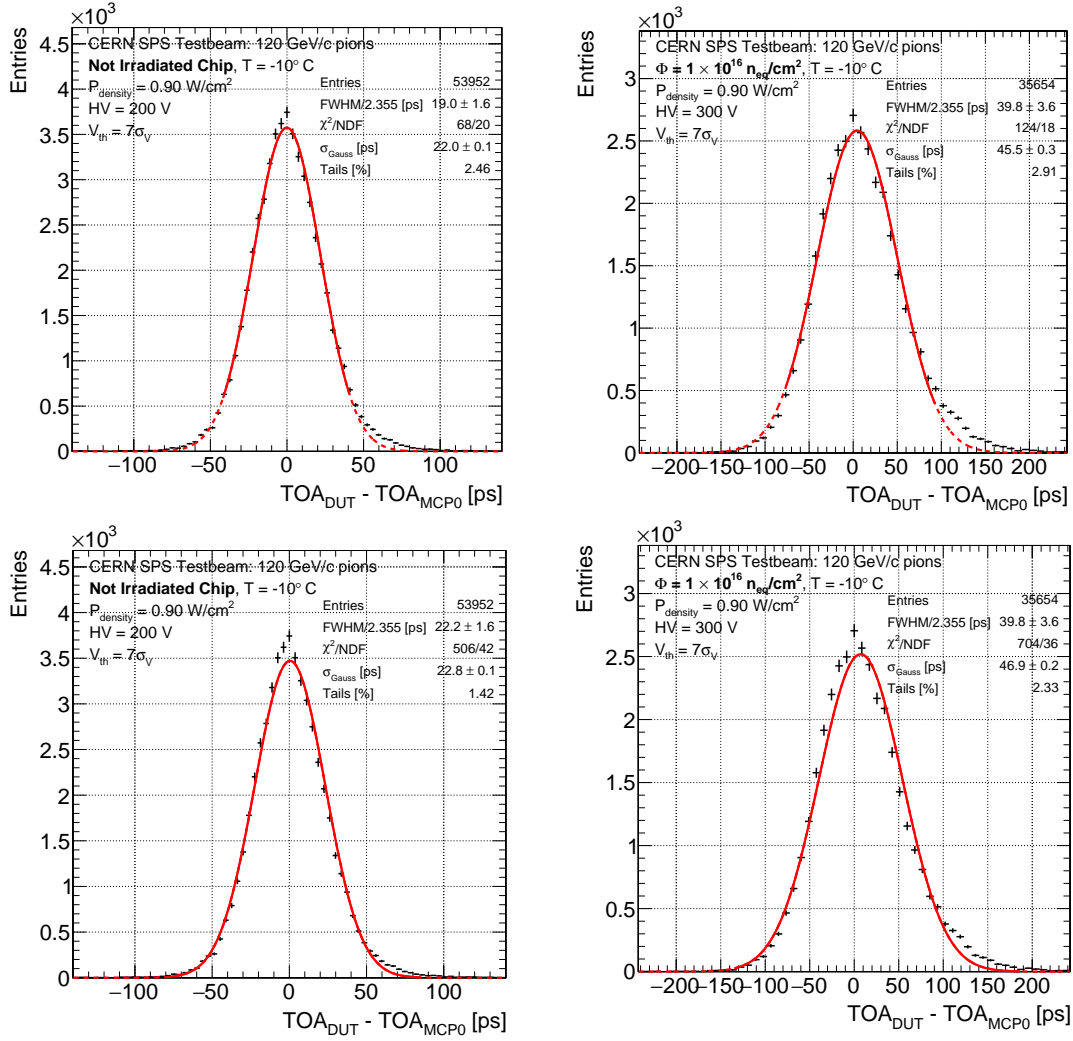 ×10³
Entries
CERN SPS Testbeam: 120 GeV/c pions
Not Irradiated Chip, T = -10° C
P_density = 0.90 W/cm²
HV = 200 V
V_th = 7σ_V
Entries 53952
FWHM/2.355 [ps] 19.0 ± 1.6
χ²/NDF 68/20
σ_Gauss [ps] 22.0 ± 0.1
Tails [%] 2.46
4.5
4
3.5
3
2.5
2
1.5
1
0.5
0
−100 −50 0 50 100
TOA_DUT - TOA_MCP0 [ps]
×10³
Entries
CERN SPS Testbeam: 120 GeV/c pions
Φ = 1 × 10¹⁶ n_eq/cm², T = -10° C
P_density = 0.90 W/cm²
HV = 300 V
V_th = 7σ_V
Entries 35654
FWHM/2.355 [ps] 39.8 ± 3.6
χ²/NDF 124/18
σ_Gauss [ps] 45.5 ± 0.3
Tails [%] 2.91
3
2.5
2
1.5
1
0.5
0
−200 −150 −100 −50 0 50 100 150 200
TOA_DUT - TOA_MCP0 [ps]
×10³
Entries
CERN SPS Testbeam: 120 GeV/c pions
Not Irradiated Chip, T = -10° C
P_density = 0.90 W/cm²
HV = 200 V
V_th = 7σ_V
Entries 53952
FWHM/2.355 [ps] 22.2 ± 1.6
χ²/NDF 506/42
σ_Gauss [ps] 22.8 ± 0.1
Tails [%] 1.42
4.5
4
3.5
3
2.5
2
1.5
1
0.5
0
−100 −50 0 50 100
TOA_DUT - TOA_MCP0 [ps]
×10³
Entries
CERN SPS Testbeam: 120 GeV/c pions
Φ = 1 × 10¹⁶ n_eq/cm², T = -10° C
P_density = 0.90 W/cm²
HV = 300 V
V_th = 7σ_V
Entries 35654
FWHM/2.355 [ps] 39.8 ± 3.6
χ²/NDF 704/36
σ_Gauss [ps] 46.9 ± 0.2
Tails [%] 2.33
3
2.5
2
1.5
1
0.5
0
−200 −150 −100 −50 0 50 100 150 200
TOA_DUT - TOA_MCP0 [ps]